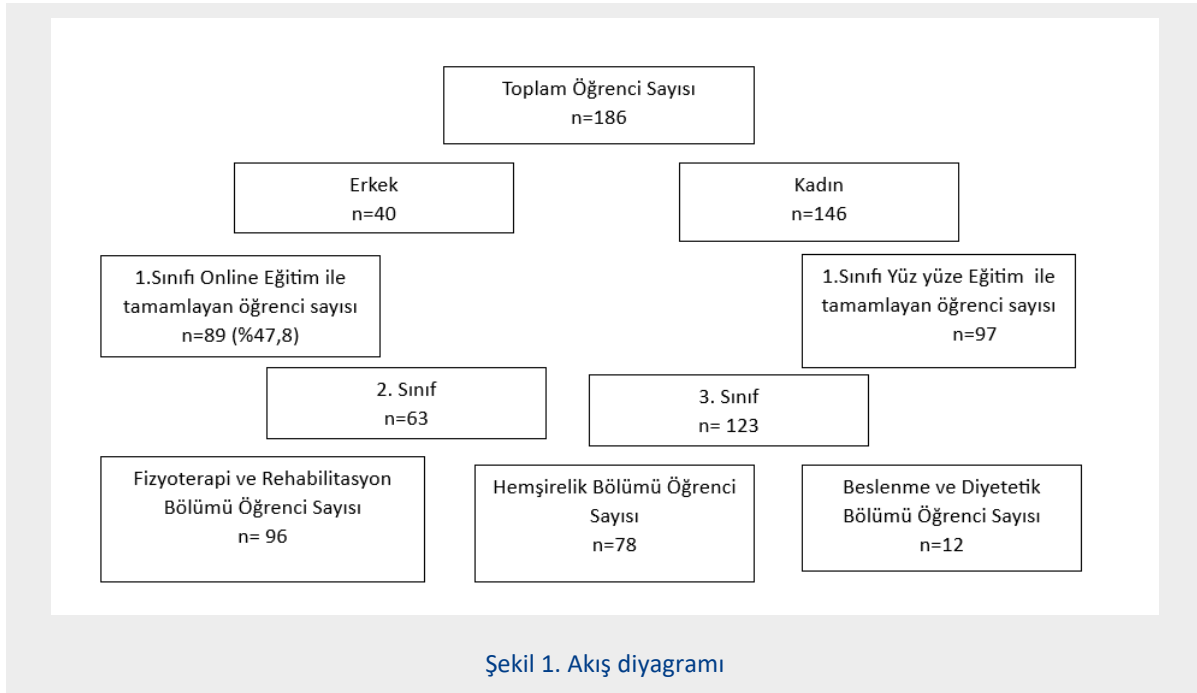 Toplam Öğrenci Sayısı
n=186
Erkek
n=40
Kadın
n=146
1.Sınıfı Online Eğitim ile
tamamlayan öğrenci sayısı
n=89 (%47,8)
1.Sınıfı Yüz yüze Eğitim ile
tamamlayan öğrenci sayısı
n=97
2. Sınıf
n=63
3. Sınıf
n= 123
Fizyoterapi ve Rehabilitasyon
Bölümü Öğrenci Sayısı
n= 96
Hemşirelik Bölümü Öğrenci
Sayısı
n=78
Beslenme ve Diyetetik
Bölümü Öğrenci Sayısı
n=12
Şekil 1. Akış diyagramı